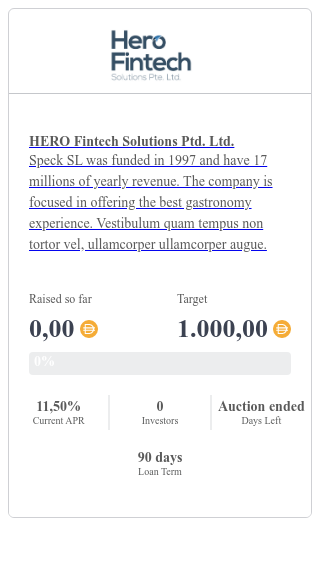 Hero
Fintech
Solutions Pte. Ltd.
HERO Fintech Solutions Ptd. Ltd.
Speck SL was funded in 1997 and have 17
millions of yearly revenue. The company is
focused in offering the best gastronomy
experience. Vestibulum quam tempus non
tortor vel, ullamcorper ullamcorper augue.
Raised so far Target
0,00 1.000,00
0%
11,50% 0 Auction ended
Current APR Investors Days Left
90 days
Loan Term